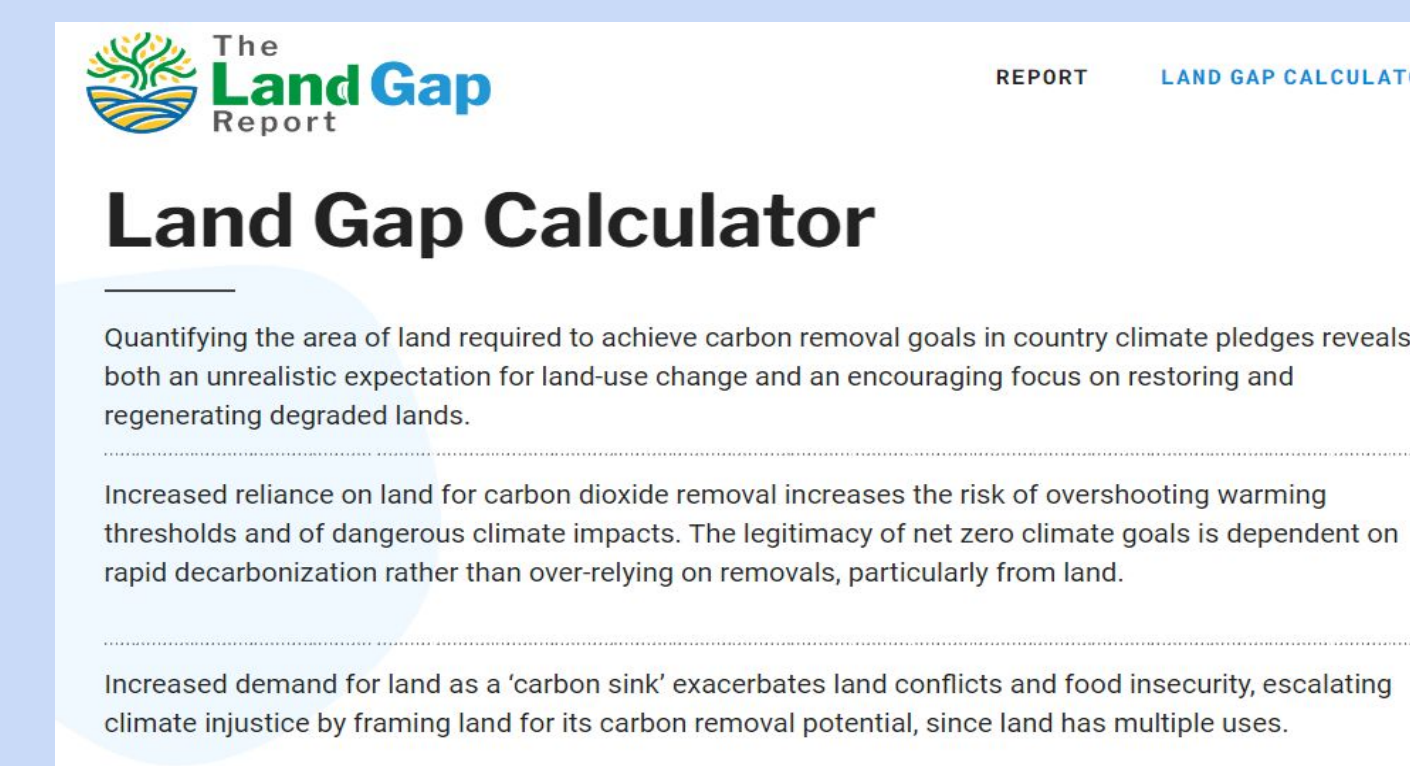 The
Land Gap
Report
REPORT
LAND GAP CALCULATO
Land Gap Calculator
Quantifying the area of land required to achieve carbon removal goals in country climate pledges reveals
both an unrealistic expectation for land-use change and an encouraging focus on restoring and
regenerating degraded lands.
Increased reliance on land for carbon dioxide removal increases the risk of overshooting warming
thresholds and of dangerous climate impacts. The legitimacy of net zero climate goals is dependent on
rapid decarbonization rather than over-relying on removals, particularly from land.
Increased demand for land as a ‘carbon sink’ exacerbates land conflicts and food insecurity, escalating
climate injustice by framing land for its carbon removal potential, since land has multiple uses.